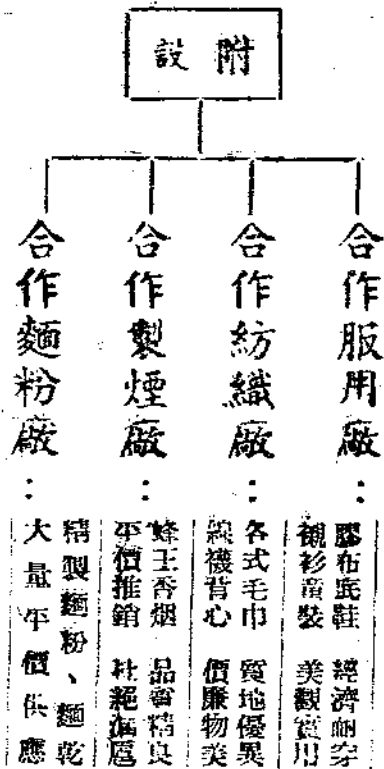 附設
合作服用廠：
膠布底鞋　經濟耐穿
襯衫童裝　美觀實用
合作紡織廠：
各式毛巾　質地優異
線襪背心　價廉物美
合作製煙廠：
蜂王香烟　品質精良
平價推銷　杜絕漏巵
合作麵粉廠：
精製麵粉、麵乾
大量平價供應